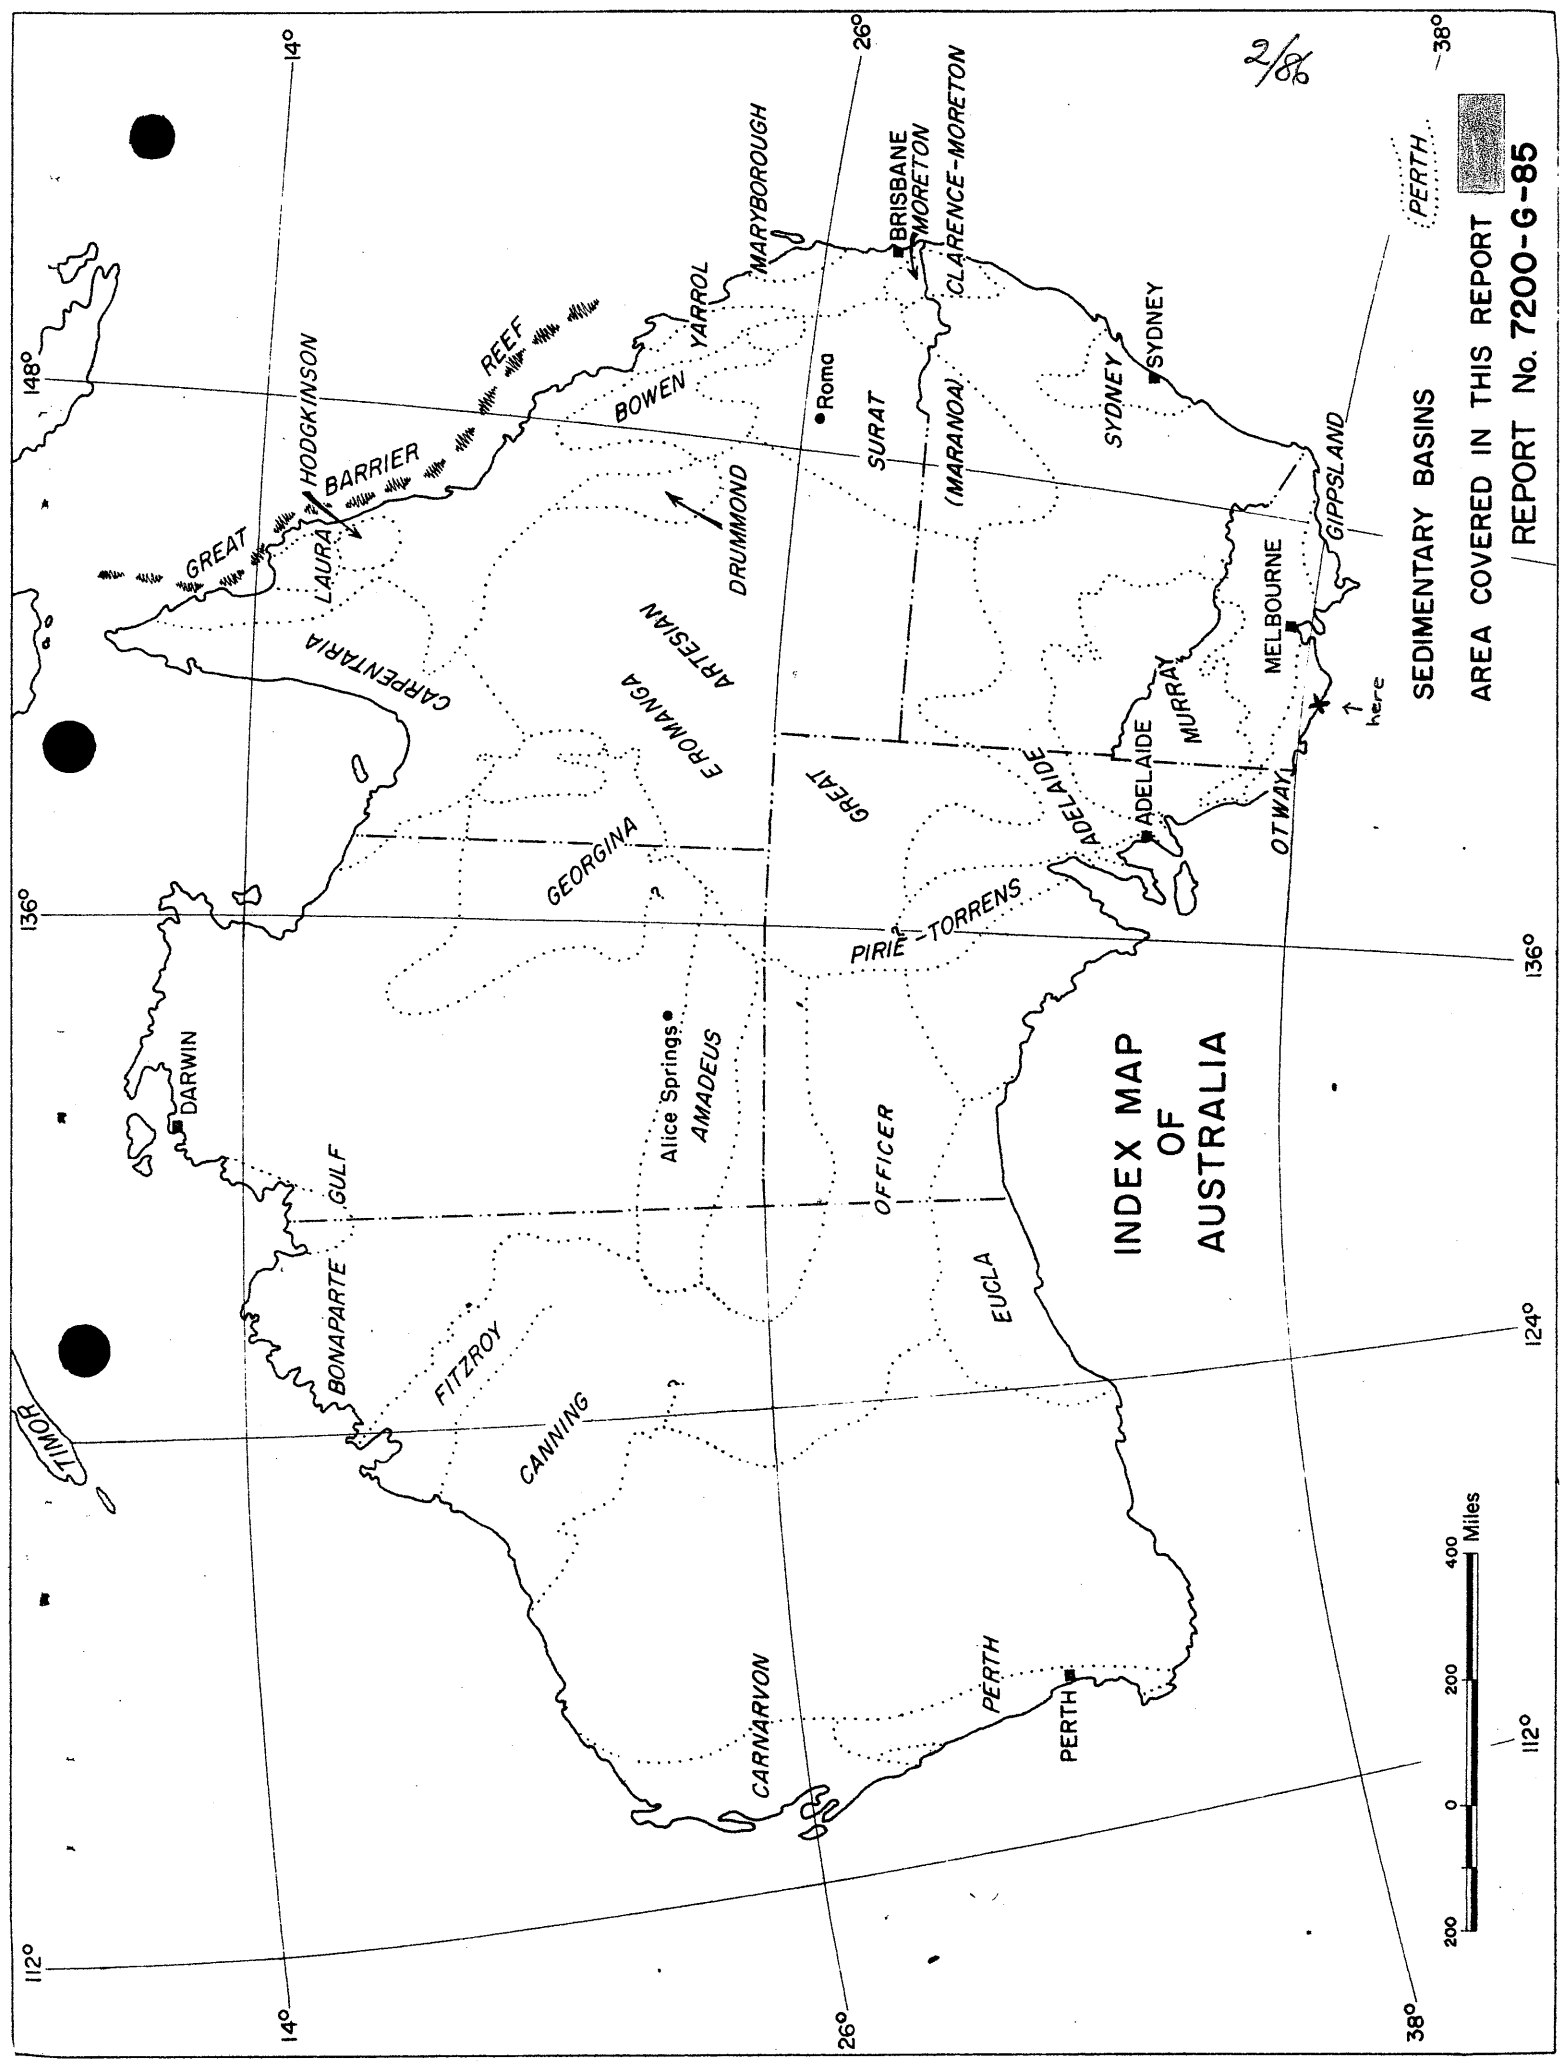 INDEX MAP
OF
AUSTRALIA
SEDIMENTARY BASINS
AREA COVERED IN THIS REPORT
REPORT No. 7200-G-85
2/86
112°
TIMOR
136°
148°
14°
14°
26°
26°
38°
38°
112°
124°
136°
DARWIN
BONAPARTE GULF
FITZROY
CANNING
CARNARVON
PERTH
PERTH
EUCLA
OFFICER
AMADEUS
Alice Springs
GEORGINA
?
?
?
PIRIE-TORRENS
GREAT
ARTESIAN
EROMANGA
CARPENTARIA
LAURA
HODGKINSON
GREAT
BARRIER
REEF
DRUMMOND
BOWEN
YARROL
MARYBOROUGH
Roma
SURAT
(MARANOA)
BRISBANE
MORETON
CLARENCE-MORETON
SYDNEY
SYDNEY
GIPPSLAND
MELBOURNE
MURRAY
ADELAIDE
ADELAIDE
OTWAY
here
PERTH
200
0
200
400
Miles